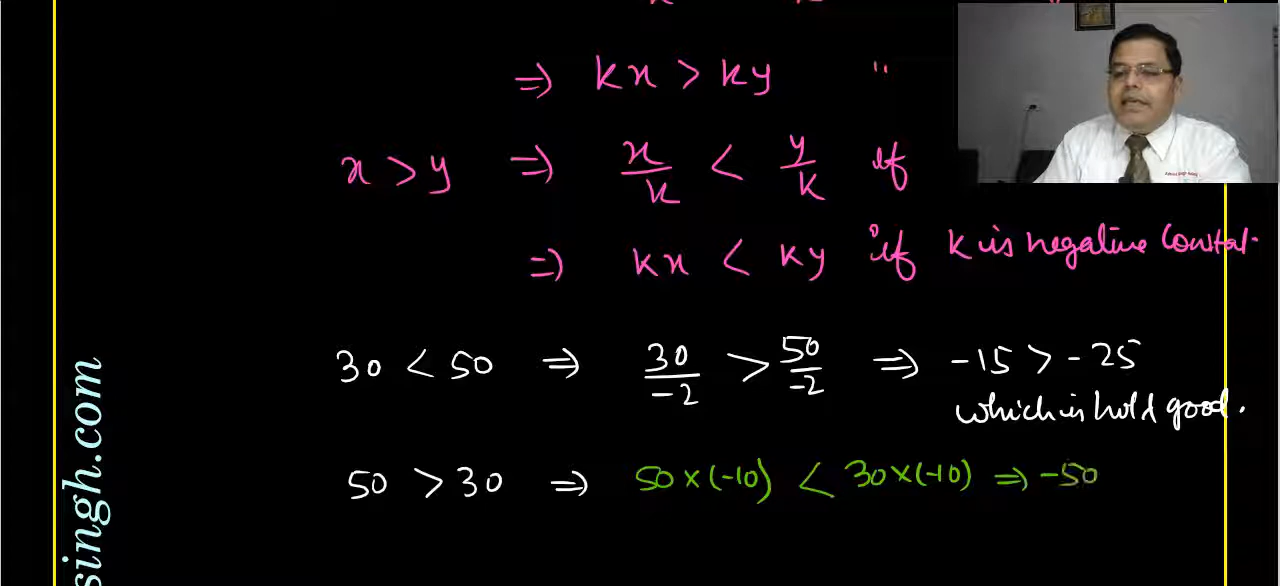 ⇒ kx > ky "
x > y ⇒ x/k < y/k if
⇒ kx < ky if k is negative constat.
30 < 50 ⇒ 30/-2 > 50/-2 ⇒ -15 > -25
which is hold good.
50 > 30 ⇒ 50×(-10) < 30×(-10) ⇒ -50
singh.com